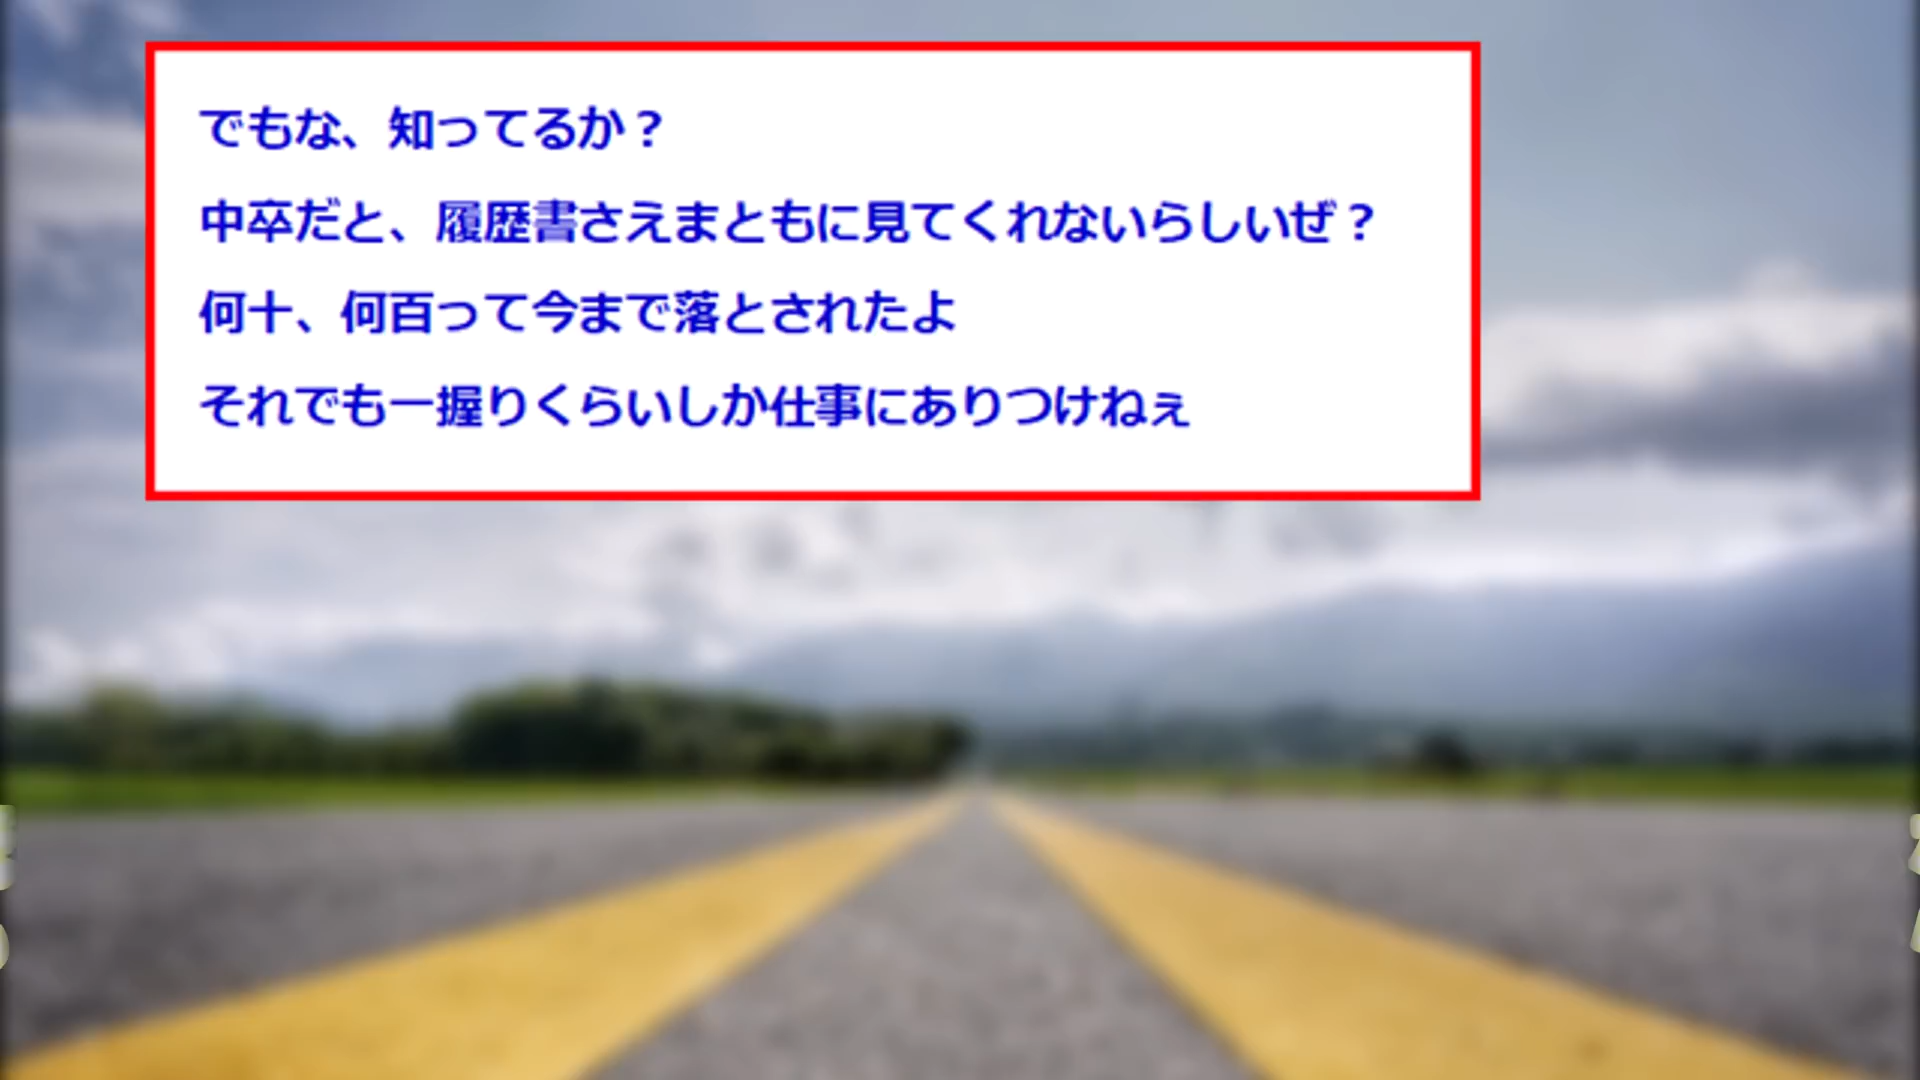 でもな、知ってるか？
中卒だと、履歴書さえまともに見てくれないらしいぜ？
何十、何百って今まで落とされたよ
それでも一握りくらいしか仕事にありつけねぇ